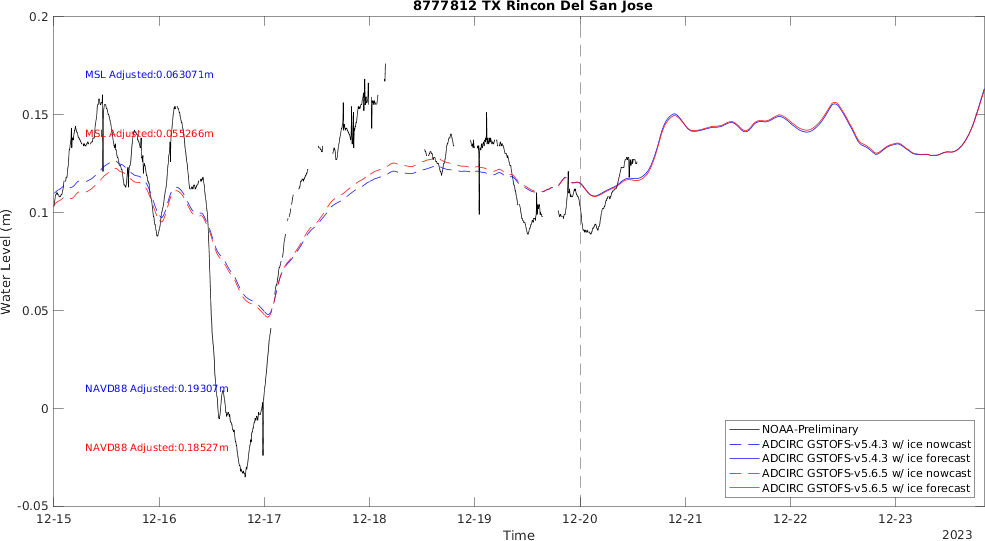 8777812 TX Rincon Del San Jose
0.2
0.15
0.1
0.05
0
-0.05
Water Level (m)
MSL Adjusted:0.063071m
MSL Adjusted:0.055266m
NAVD88 Adjusted:0.19307m
NAVD88 Adjusted:0.18527m
NOAA-Preliminary
ADCIRC GSTOFS-v5.4.3 w/ ice nowcast
ADCIRC GSTOFS-v5.4.3 w/ ice forecast
ADCIRC GSTOFS-v5.6.5 w/ ice nowcast
ADCIRC GSTOFS-v5.6.5 w/ ice forecast
12-15 12-16 12-17 12-18 12-19 12-20 12-21 12-22 12-23
Time
2023